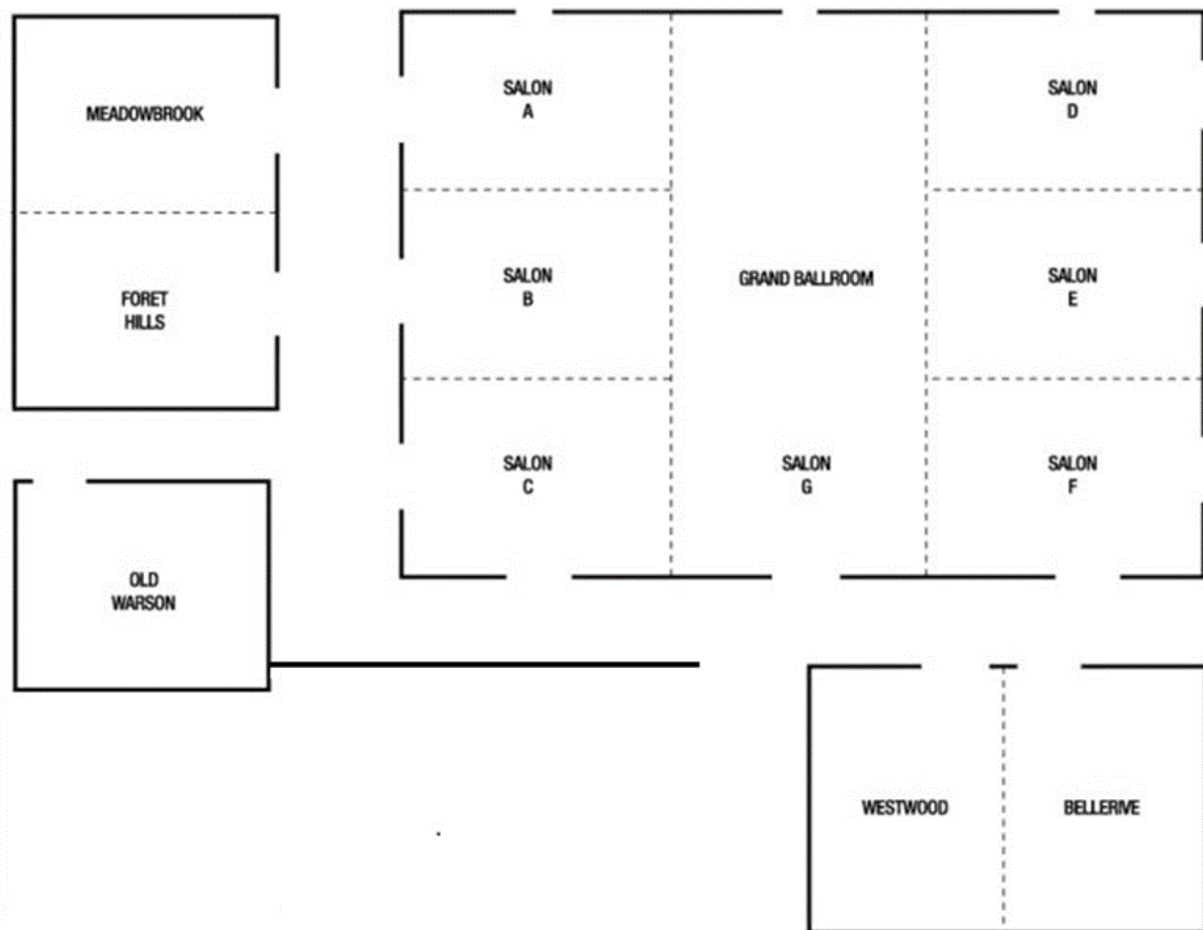 MEADOWBROOK
FORET
HILLS
OLD
WARSON
SALON
A
SALON
B
SALON
C
GRAND BALLROOM
SALON
G
SALON
D
SALON
E
SALON
F
WESTWOOD
BELLERIVE